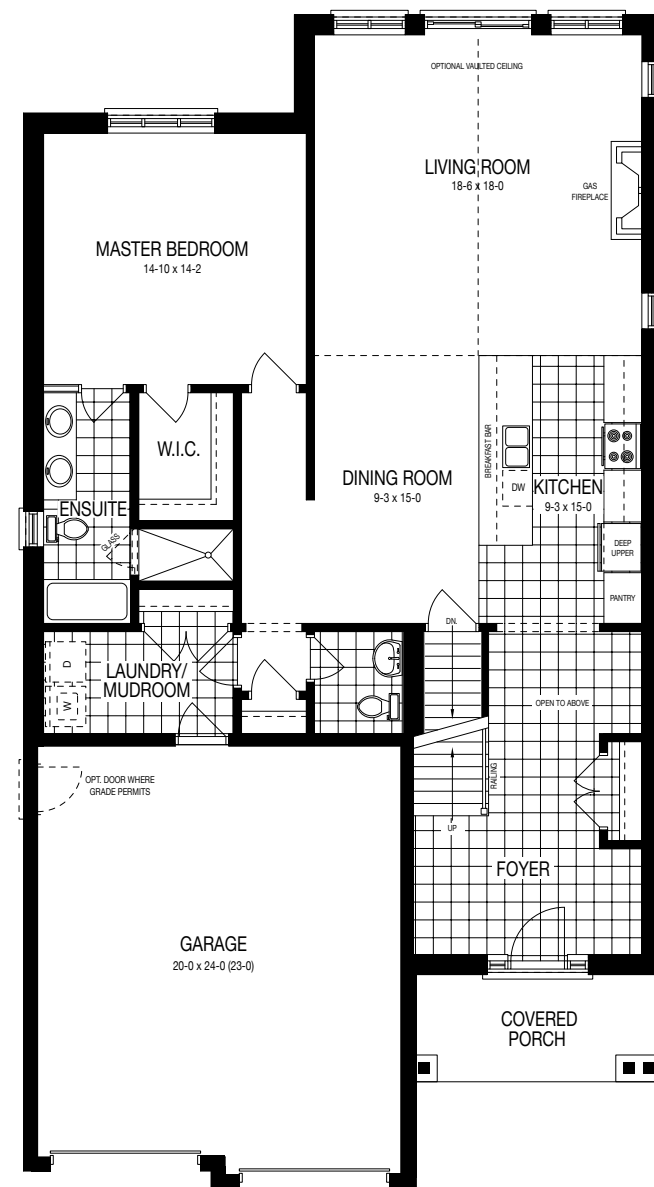 OPTIONAL VAULTED CEILING
LIVING ROOM
18-6 x 18-0
GAS
FIREPLACE
MASTER BEDROOM
14-10 x 14-2
W.I.C.
BREAKFAST BAR
DINING ROOM
9-3 x 15-0
DW
KITCHEN
9-3 x 15-0
ENSUITE
GLASS
DEEP
UPPER
PANTRY
DN.
D
W
LAUNDRY/
MUDROOM
OPEN TO ABOVE
OPT. DOOR WHERE
GRADE PERMITS
RAILING
UP
FOYER
GARAGE
20-0 x 24-0 (23-0)
COVERED
PORCH